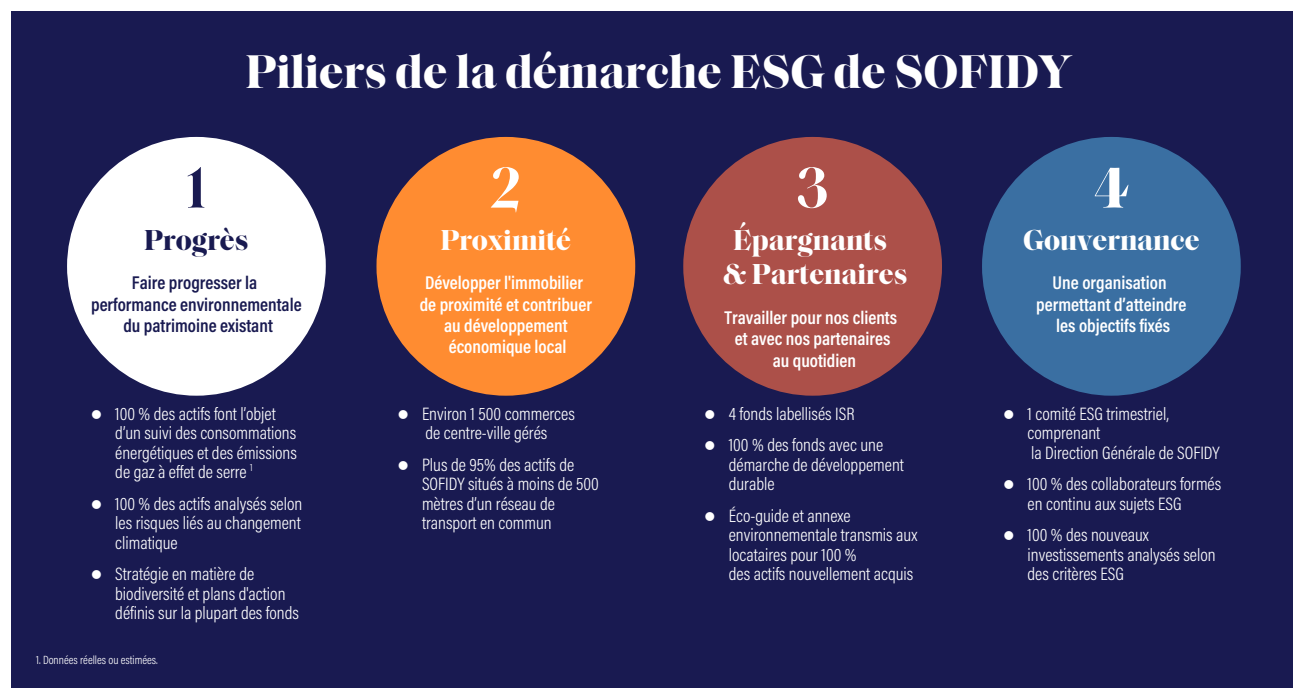 Piliers de la démarche ESG de SOFIDY
1
Progrès
Faire progresser la
performance environnementale
du patrimoine existant
● 100 % des actifs font l'objet
d'un suivi des consommations
énergétiques et des émissions
de gaz à effet de serre ¹
● 100 % des actifs analysés selon
les risques liés au changement
climatique
● Stratégie en matière de
biodiversité et plans d'action
définis sur la plupart des fonds
2
Proximité
Développer l'immobilier
de proximité et contribuer
au développement
économique local
● Environ 1 500 commerces
de centre-ville gérés
● Plus de 95% des actifs de
SOFIDY situés à moins de 500
mètres d'un réseau de
transport en commun
3
Épargnants
& Partenaires
Travailler pour nos clients
et avec nos partenaires
au quotidien
● 4 fonds labellisés ISR
● 100 % des fonds avec une
démarche de développement
durable
● Éco-guide et annexe
environnementale transmis aux
locataires pour 100 %
des actifs nouvellement acquis
4
Gouvernance
Une organisation
permettant d'atteindre
les objectifs fixés
● 1 comité ESG trimestriel,
comprenant
la Direction Générale de SOFIDY
● 100 % des collaborateurs formés
en continu aux sujets ESG
● 100 % des nouveaux
investissements analysés selon
des critères ESG
1. Données réelles ou estimées.